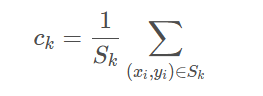 c_k = \frac{1}{S_k} \sum_{(x_i, y_i) \in S_k}